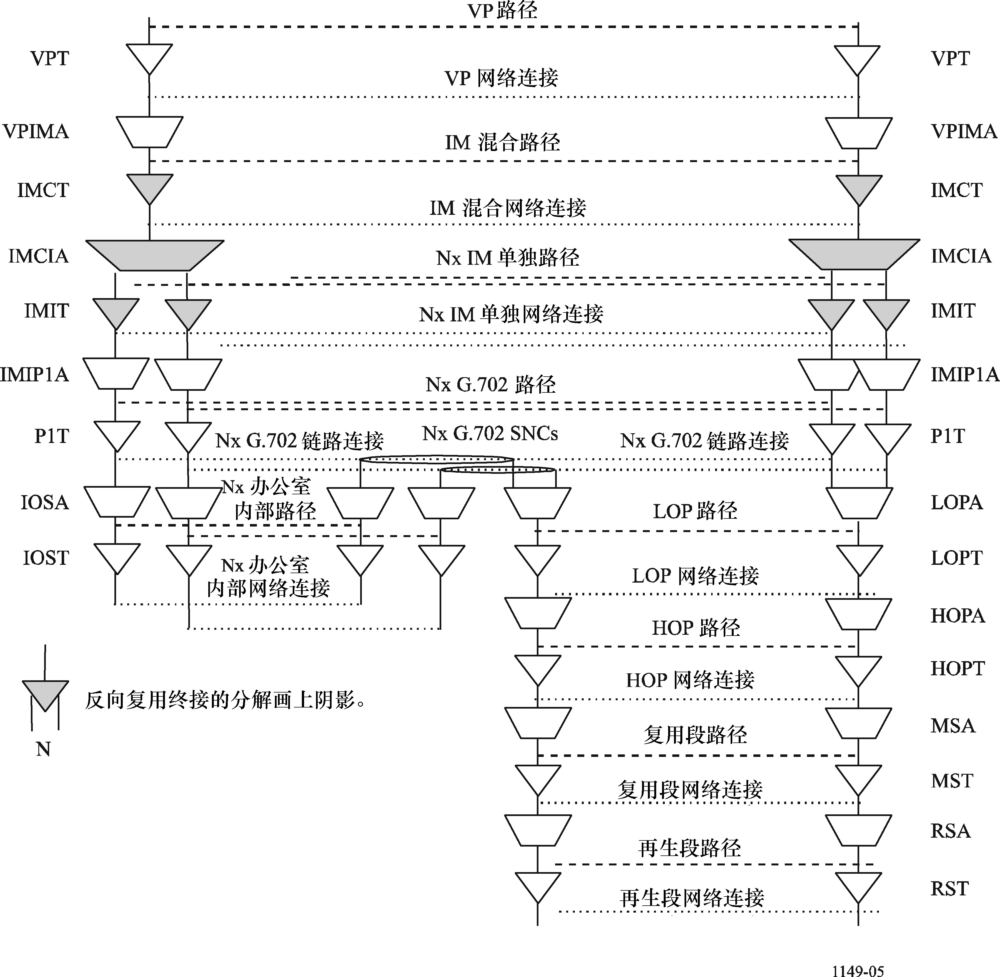 VP 路径
VPT
VPT
VP 网络连接
VPIMA
VPIMA
IM 混合路径
IMCT
IMCT
IM 混合网络连接
IMCIA
Nx IM 单独路径
IMCIA
IMIT
Nx IM 单独网络连接
IMIT
IMIP1A
Nx G.702 路径
IMIP1A
P1T
Nx G.702 链路连接
Nx G.702 SNCs
Nx G.702 链路连接
P1T
IOSA
Nx 办公室
内部路径
LOP 路径
LOPA
IOST
Nx 办公室
内部网络连接
LOP 网络连接
LOPT
HOP 路径
HOPA
HOP 网络连接
HOPT
反向复用终接的分解画上阴影。
N
复用段路径
MSA
复用段网络连接
MST
再生段路径
RSA
再生段网络连接
RST
1149-05